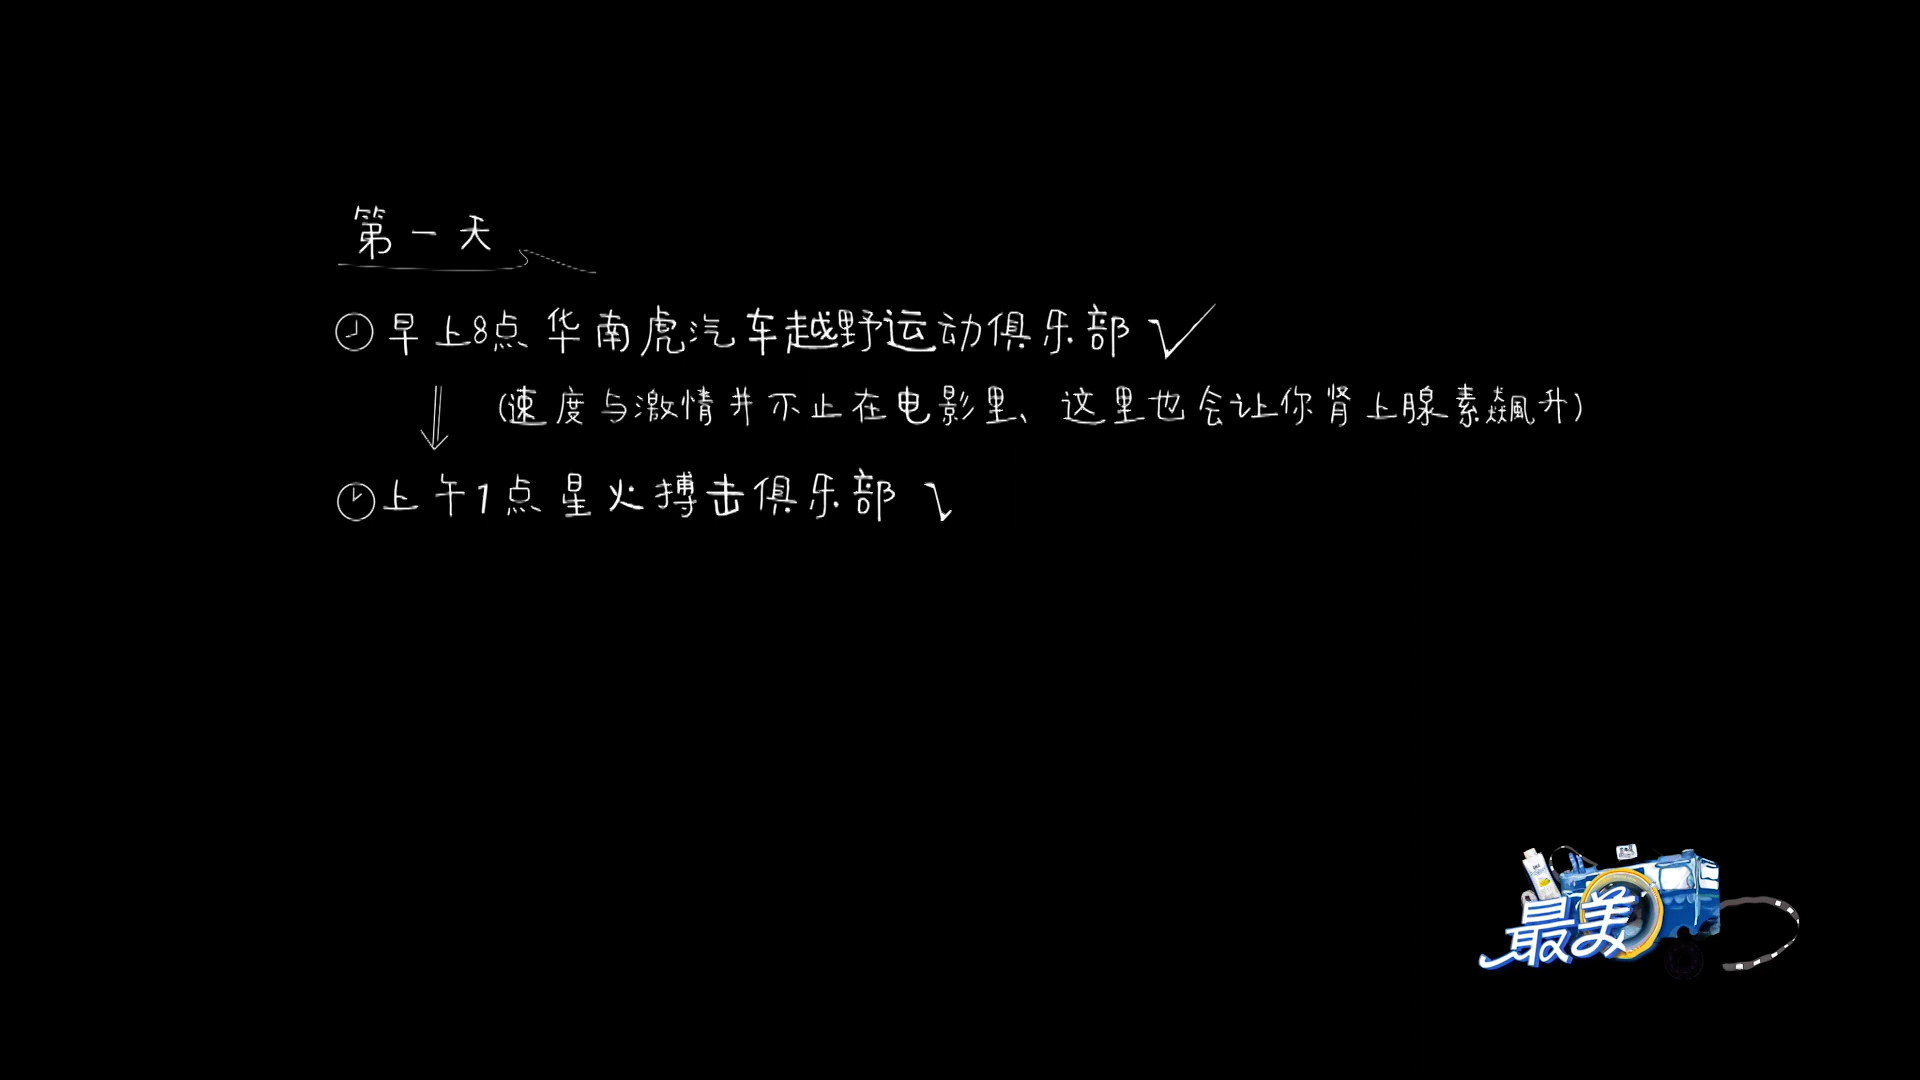 第一天
早上8点华南虎汽车越野运动俱乐部
(速度与激情并不止在电影里、这里也会让你肾上腺素飙升)
上午1点星火搏击俱乐部
最美